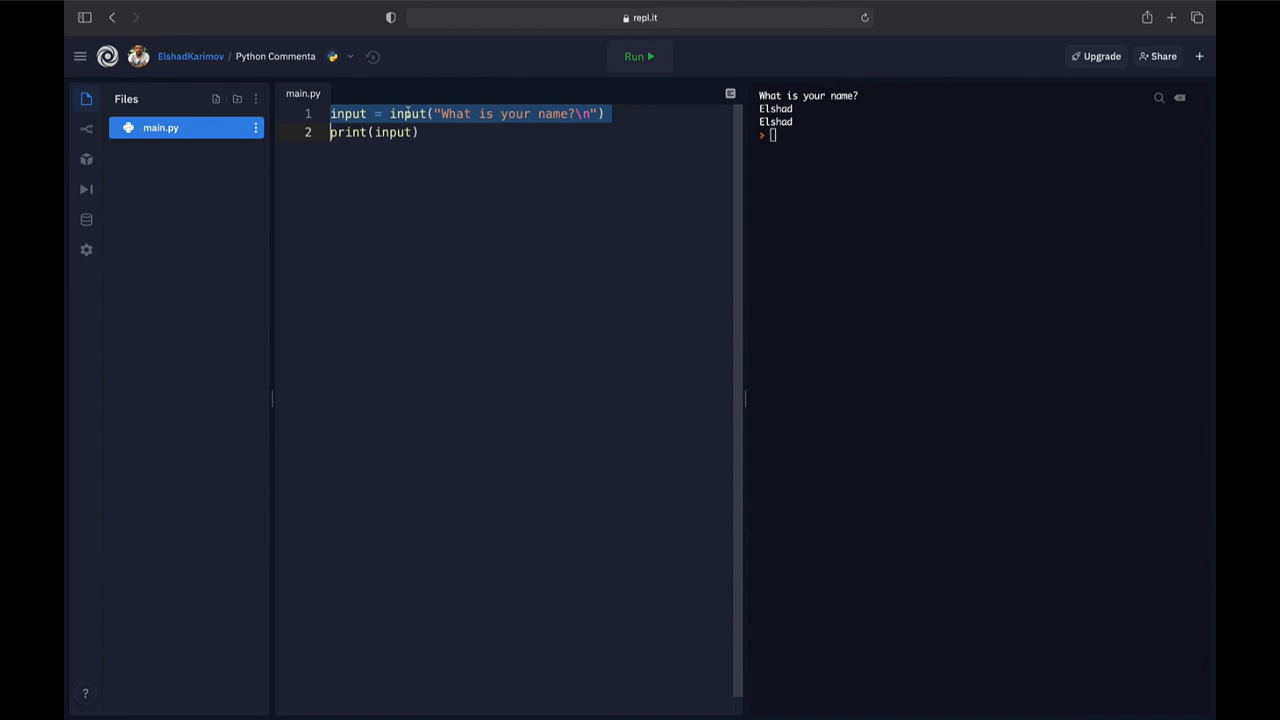 repl.it
ElshadKarimov / Python Commenta
Run
Upgrade
Share
Files
main.py
main.py
1 input = input("What is your name?\n")
2 print(input)
What is your name?
Elshad
Elshad
>
?